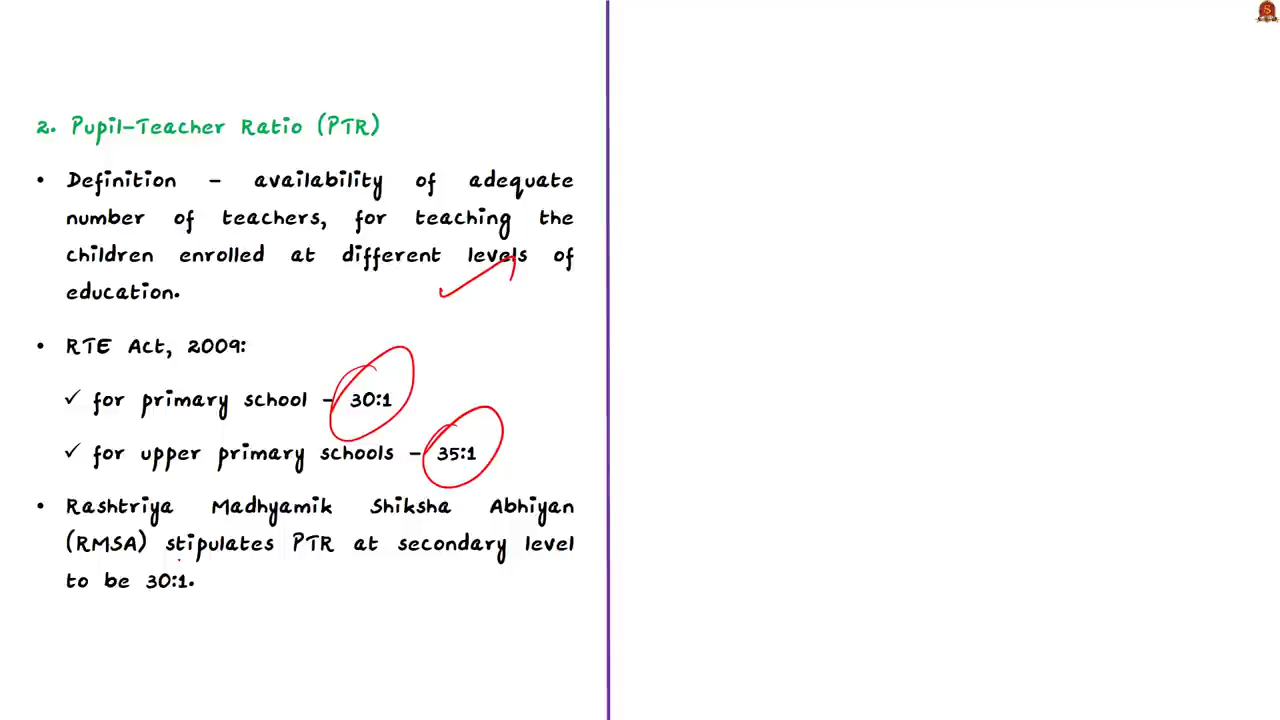 2. Pupil-Teacher Ratio (PTR)
• Definition - availability of adequate
number of teachers, for teaching the
children enrolled at different levels of
education.
• RTE Act, 2009:
✓ for primary school - 30:1
✓ for upper primary schools - 35:1
• Rashtriya Madhyamik Shiksha Abhiyan
(RMSA) stipulates PTR at secondary level
to be 30:1.